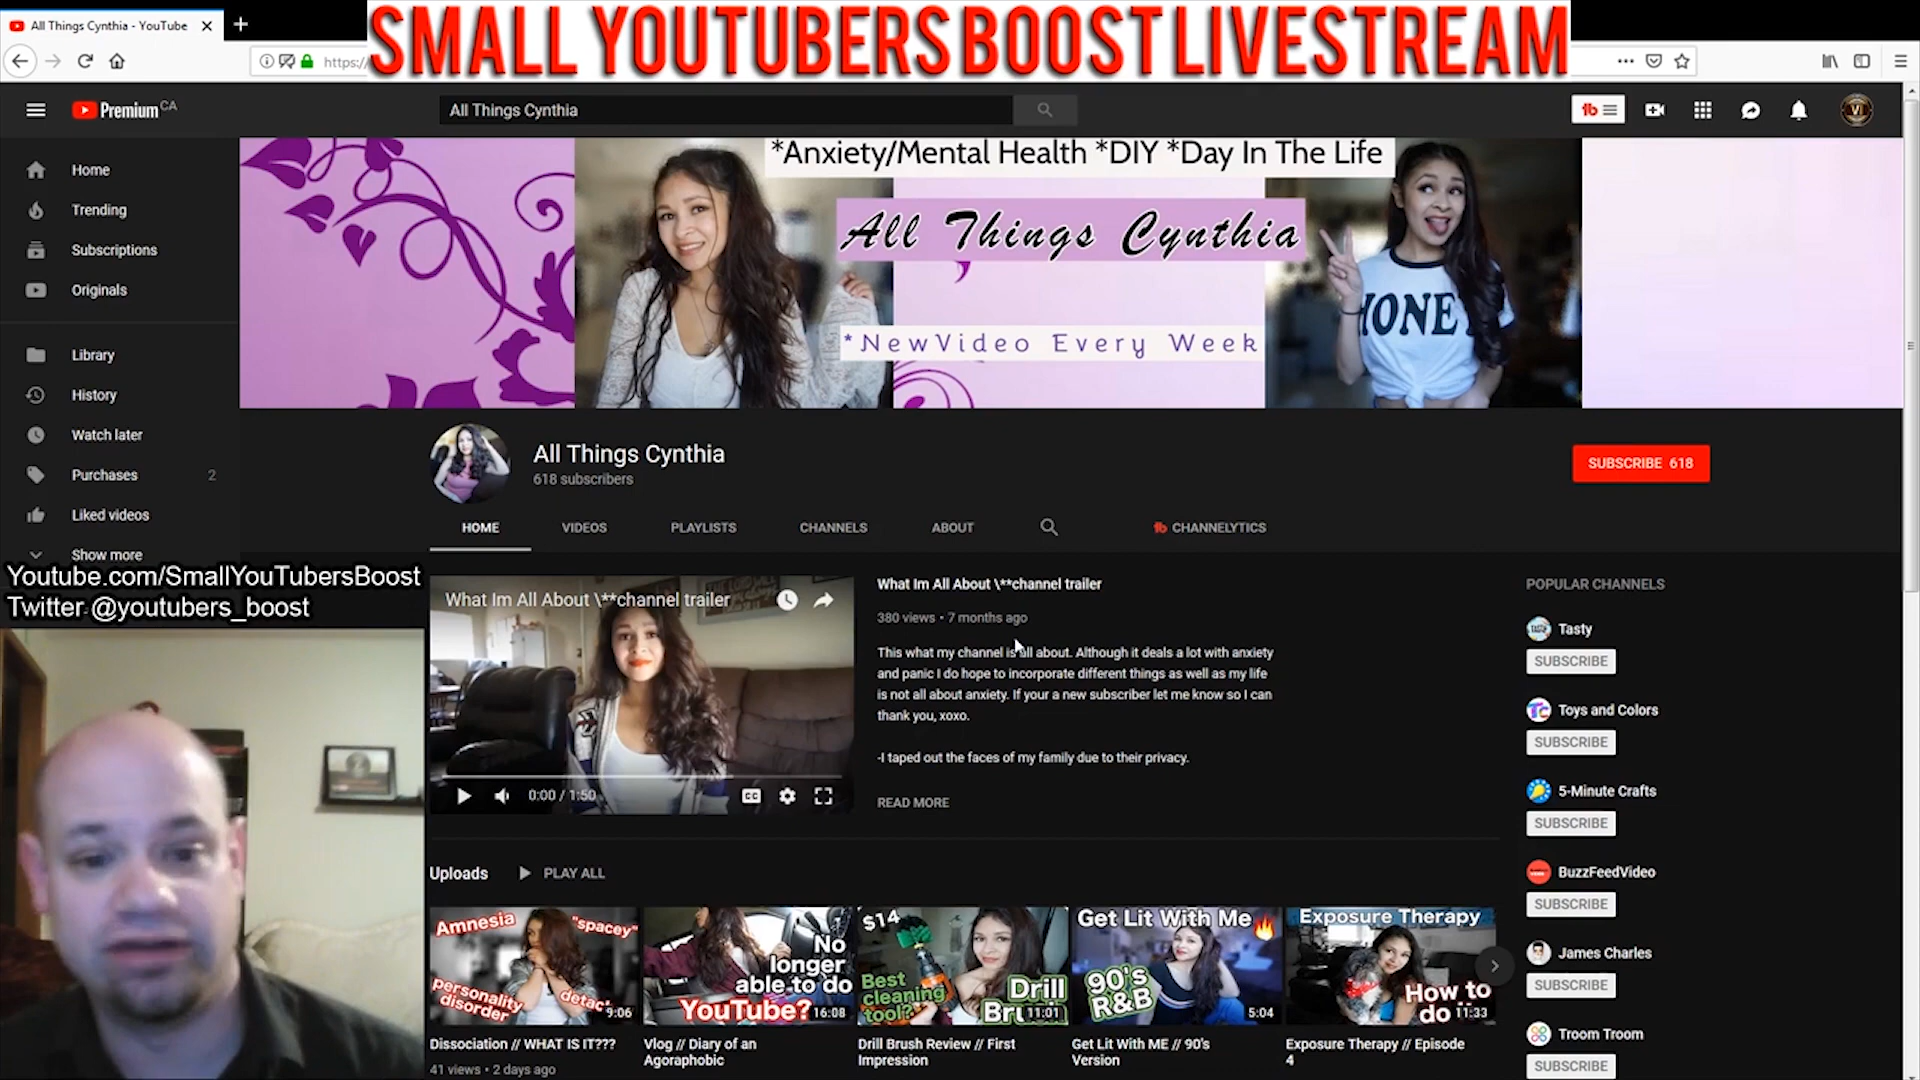 All Things Cynthia - YouTube
SMALL YOUTUBERS BOOST LIVESTREAM
https:/
Premium CA
All Things Cynthia
Home
Trending
Subscriptions
Originals
Library
History
Watch later
Purchases 2
Liked videos
Show more
*Anxiety/Mental Health *DIY *Day In The Life
All Things Cynthia
*NewVideo Every Week
HONEY
All Things Cynthia
618 subscribers
SUBSCRIBE 618
HOME VIDEOS PLAYLISTS CHANNELS ABOUT CHANNELYTICS
Youtube.com/SmallYouTubersBoost
Twitter @youtubers_boost
What Im All About \**channel trailer
0:00 / 1:50
What Im All About \**channel trailer
380 views • 7 months ago
This what my channel is all about. Although it deals a lot with anxiety
and panic I do hope to incorporate different things as well as my life
is not all about anxiety. If your a new subscriber let me know so I can
thank you, xoxo.
-I taped out the faces of my family due to their privacy.
READ MORE
POPULAR CHANNELS
Tasty
SUBSCRIBE
Toys and Colors
SUBSCRIBE
5-Minute Crafts
SUBSCRIBE
BuzzFeedVideo
SUBSCRIBE
James Charles
SUBSCRIBE
Troom Troom
SUBSCRIBE
Uploads PLAY ALL
Amnesia "spacey"
personality
disorder detac
9:06
No
longer
able to do
YouTube? 16:08
$14
Best
cleaning
tool?
Drill
Bru 11:01
Get Lit With Me
90's
R&B
5:04
Exposure Therapy
How to
do 11:33
Dissociation // WHAT IS IT???
41 views • 2 days ago
Vlog // Diary of an
Agoraphobic
Drill Brush Review // First
Impression
Get Lit With ME // 90's
Version
Exposure Therapy // Episode
4